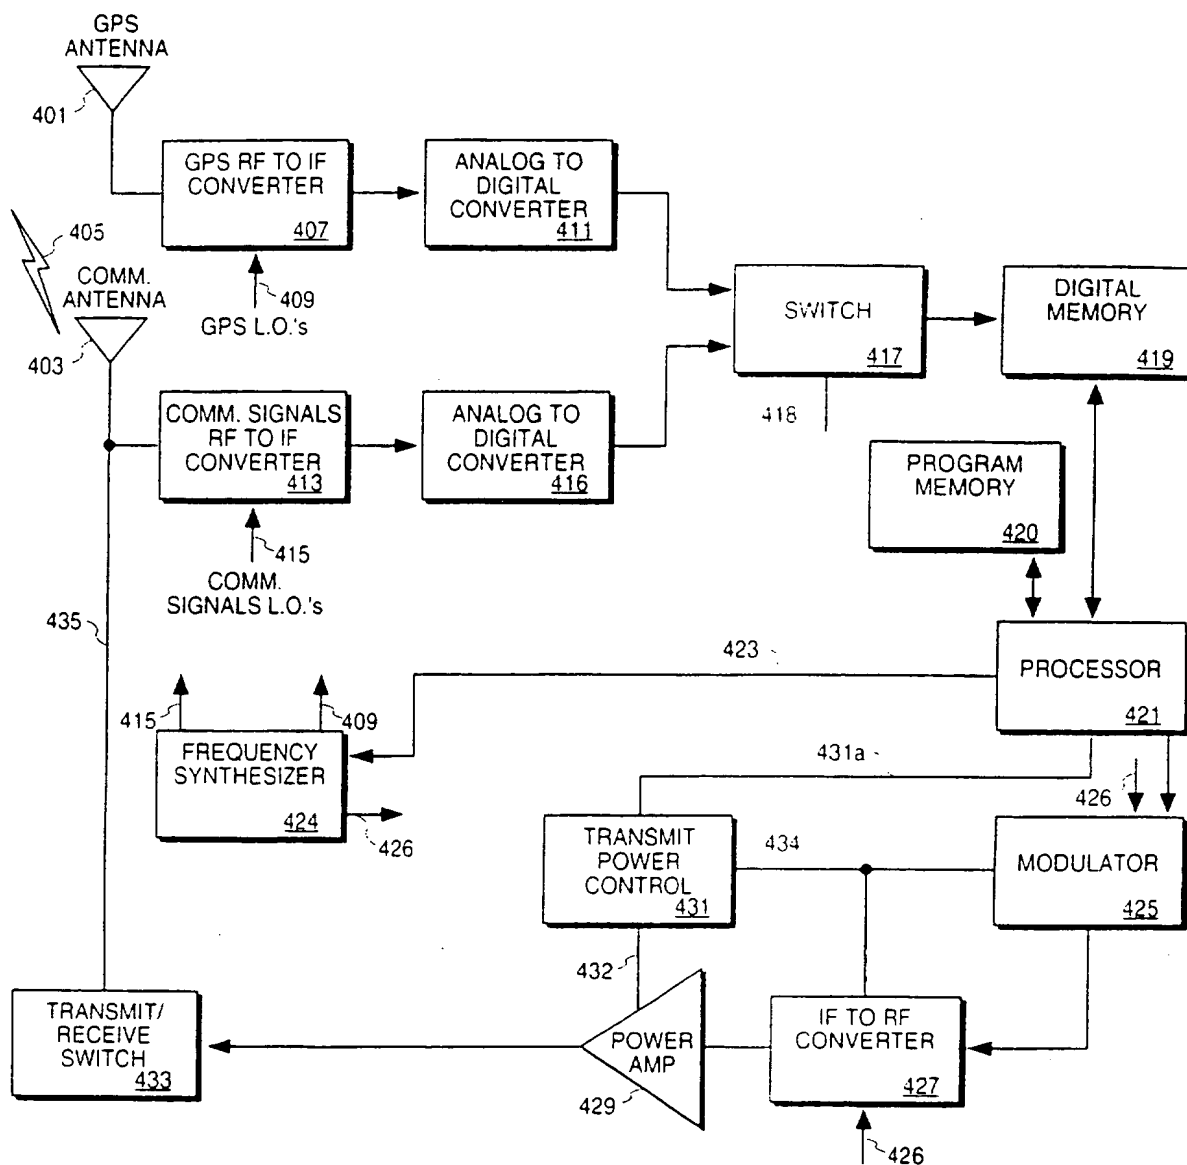 GPS
ANTENNA
401
GPS RF TO IF
CONVERTER
407
ANALOG TO
DIGITAL
CONVERTER
411
405
COMM.
ANTENNA
403
409
GPS L.O.'s
SWITCH
417
418
DIGITAL
MEMORY
419
COMM. SIGNALS
RF TO IF
CONVERTER
413
ANALOG TO
DIGITAL
CONVERTER
416
PROGRAM
MEMORY
420
415
COMM.
SIGNALS L.O.'s
435
423
PROCESSOR
421
415
409
FREQUENCY
SYNTHESIZER
424
426
431a
426
TRANSMIT
POWER
CONTROL
431
434
MODULATOR
425
432
TRANSMIT/
RECEIVE
SWITCH
433
POWER
AMP
429
IF TO RF
CONVERTER
427
426